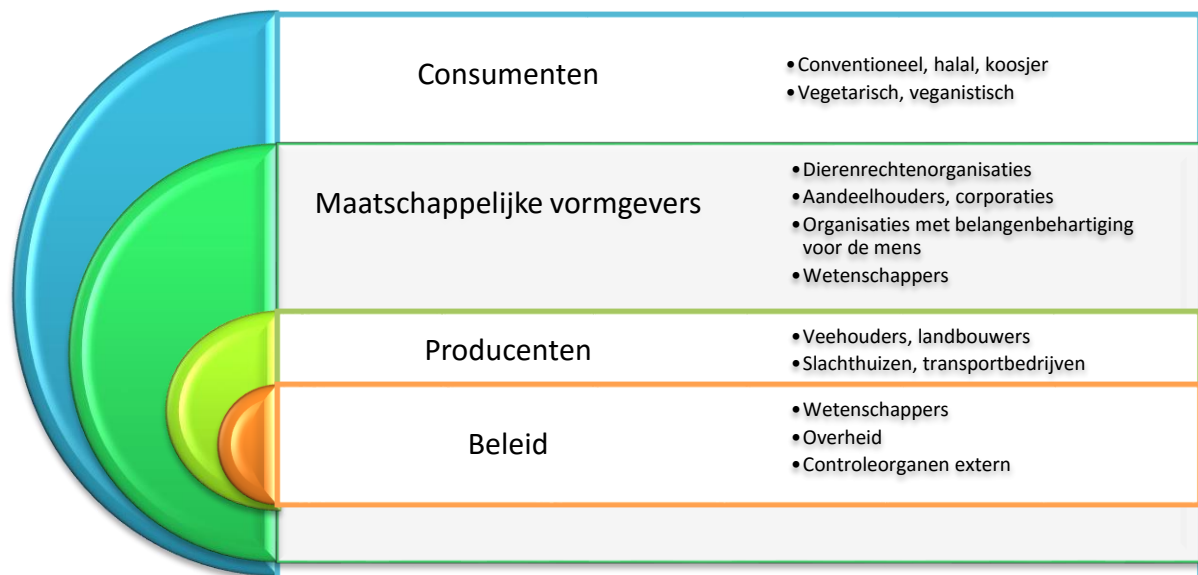 Consumenten
•Conventioneel, halal, koosjer
•Vegetarisch, veganistisch
Maatschappelijke vormgevers
•Dierenrechtenorganisaties
•Aandeelhouders, corporaties
•Organisaties met belangenbehartiging
voor de mens
•Wetenschappers
Producenten
•Veehouders, landbouwers
•Slachthuizen, transportbedrijven
Beleid
•Wetenschappers
•Overheid
•Controleorganen extern